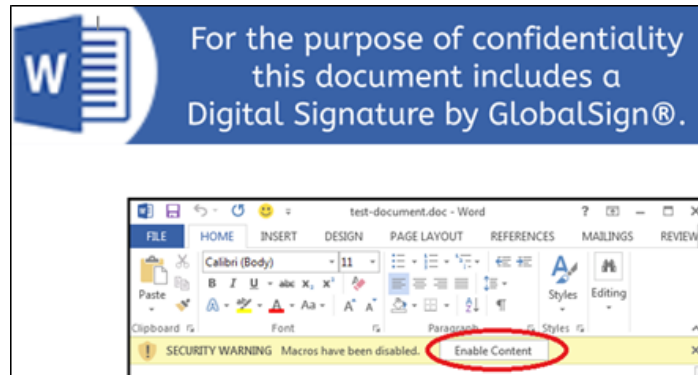 W
For the purpose of confidentiality
this document includes a
Digital Signature by GlobalSign®.
test-document.doc - Word
FILE HOME INSERT DESIGN PAGE LAYOUT REFERENCES MAILINGS REVIEW
Calibri (Body) 11
Paste B I U abc X₂ X² Styles Editing
A aby A Aa A A
Clipboard Font Paragraph Styles
SECURITY WARNING Macros have been disabled. Enable Content